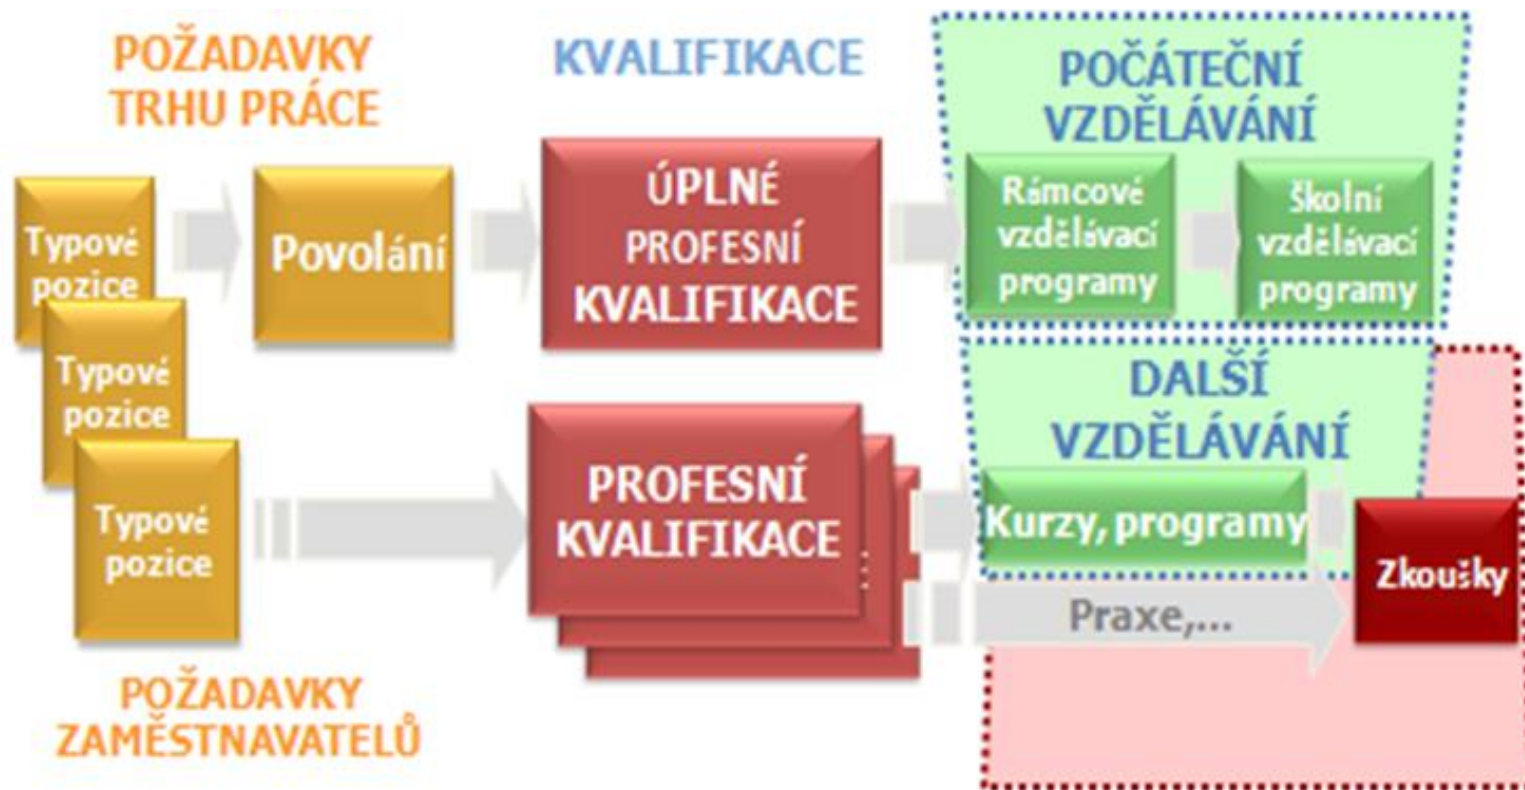 POŽADAVKY
TRHU PRÁCE
KVALIFIKACE
POČÁTEČNÍ
VZDĚLÁVÁNÍ
Typové
pozice
Povolání
ÚPLNÉ
PROFESNÍ
KVALIFIKACE
Rámcové
vzdělávací
programy
Školní
vzdělávací
programy
Typové
pozice
Typové
pozice
PROFESNÍ
KVALIFIKACE
DALŠÍ
VZDĚLÁVÁNÍ
Kurzy, programy
Zkoušky
Praxe,...
POŽADAVKY
ZAMĚSTNAVATELŮ